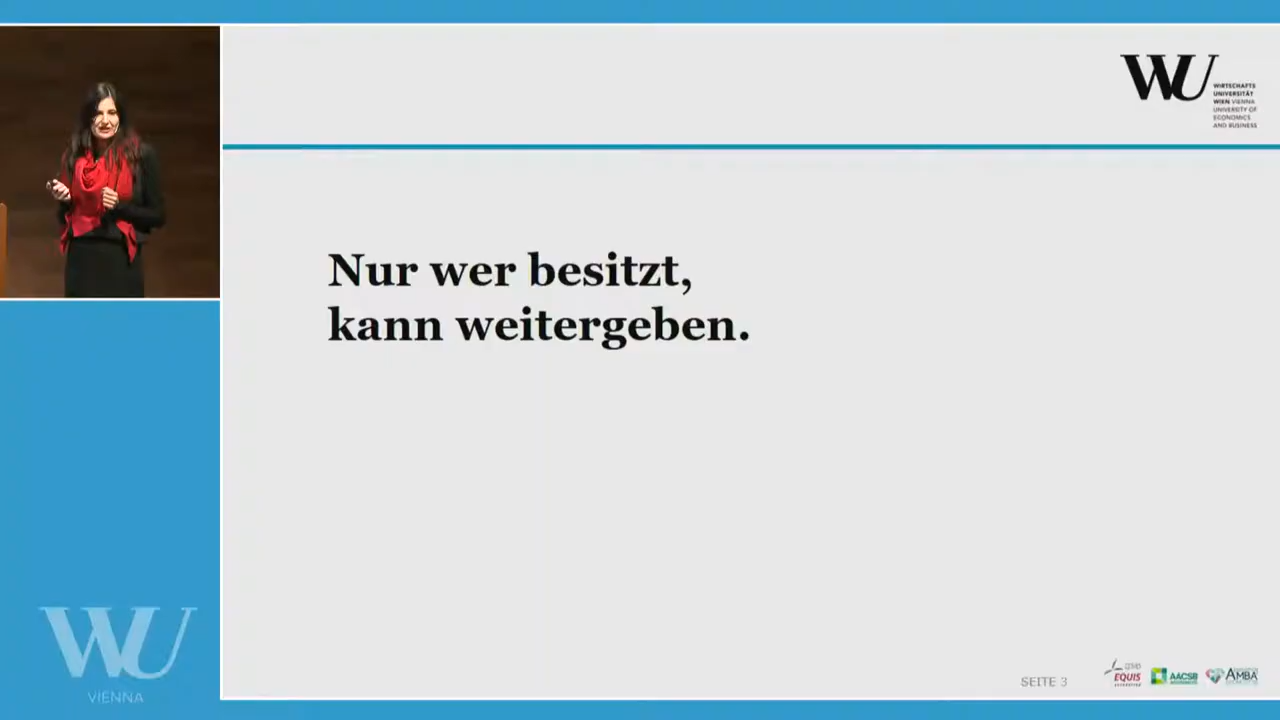 WU
WIRTSCHAFTS
UNIVERSITÄT
WIEN VIENNA
UNIVERSITY OF
ECONOMICS
AND BUSINESS
Nur wer besitzt,
kann weitergeben.
WU
VIENNA
SEITE 3
EQUIS
AACSB
AMBA